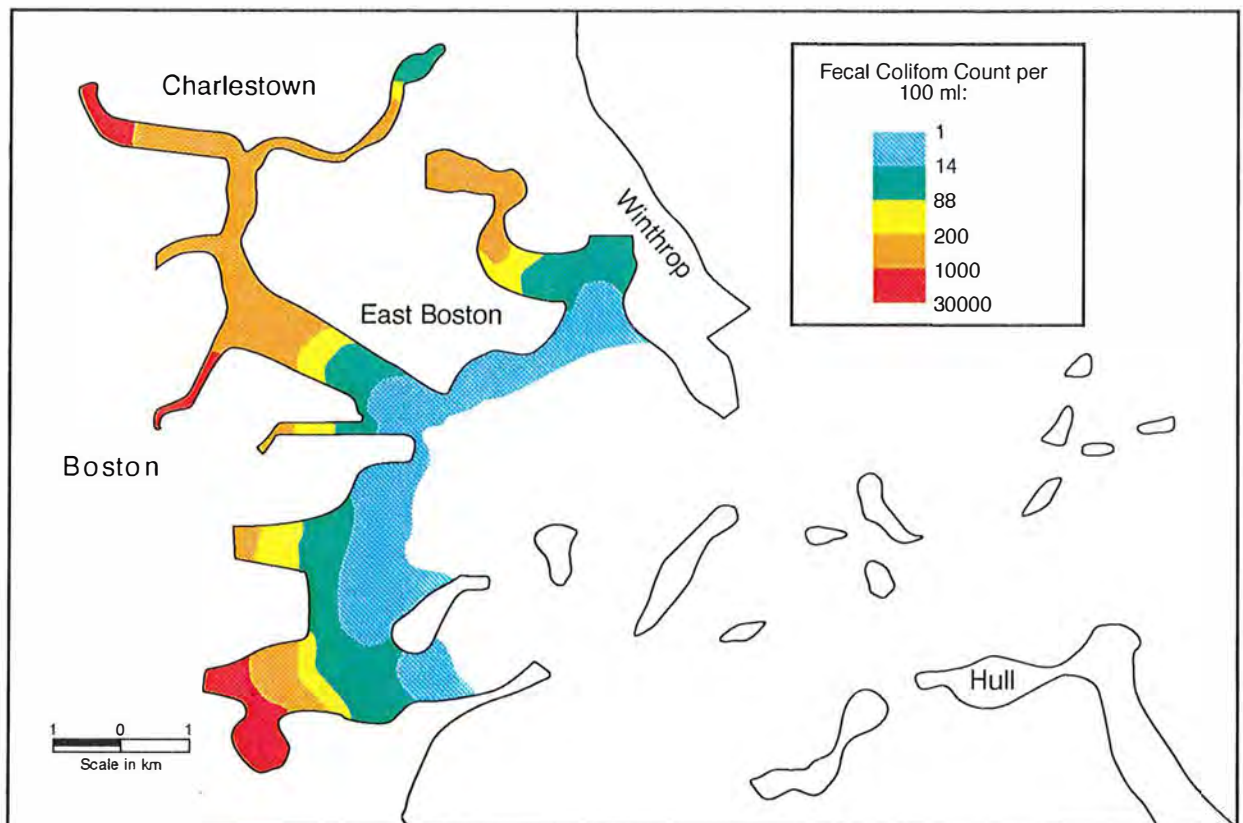 Charlestown
Fecal Colifom Count per
100 ml:
1
14
88
200
1000
30000
Winthrop
East Boston
Boston
Hull
1 0 1
Scale in km